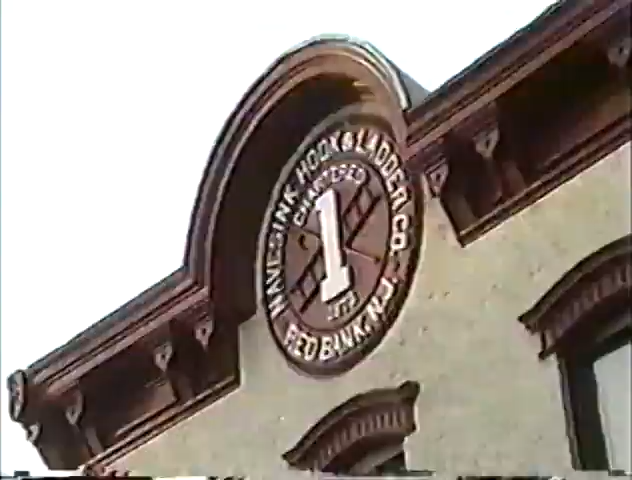 NAVESINK HOOK & LADDER CO.
CHARTERED
1
RED BANK, N.J.